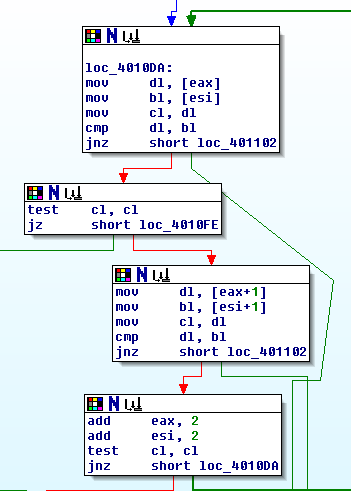 loc_4010DA:
mov dl, [eax]
mov bl, [esi]
mov cl, dl
cmp dl, bl
jnz short loc_401102
test cl, cl
jz short loc_4010FE
mov dl, [eax+1]
mov bl, [esi+1]
mov cl, dl
cmp dl, bl
jnz short loc_401102
add eax, 2
add esi, 2
test cl, cl
jnz short loc_4010DA